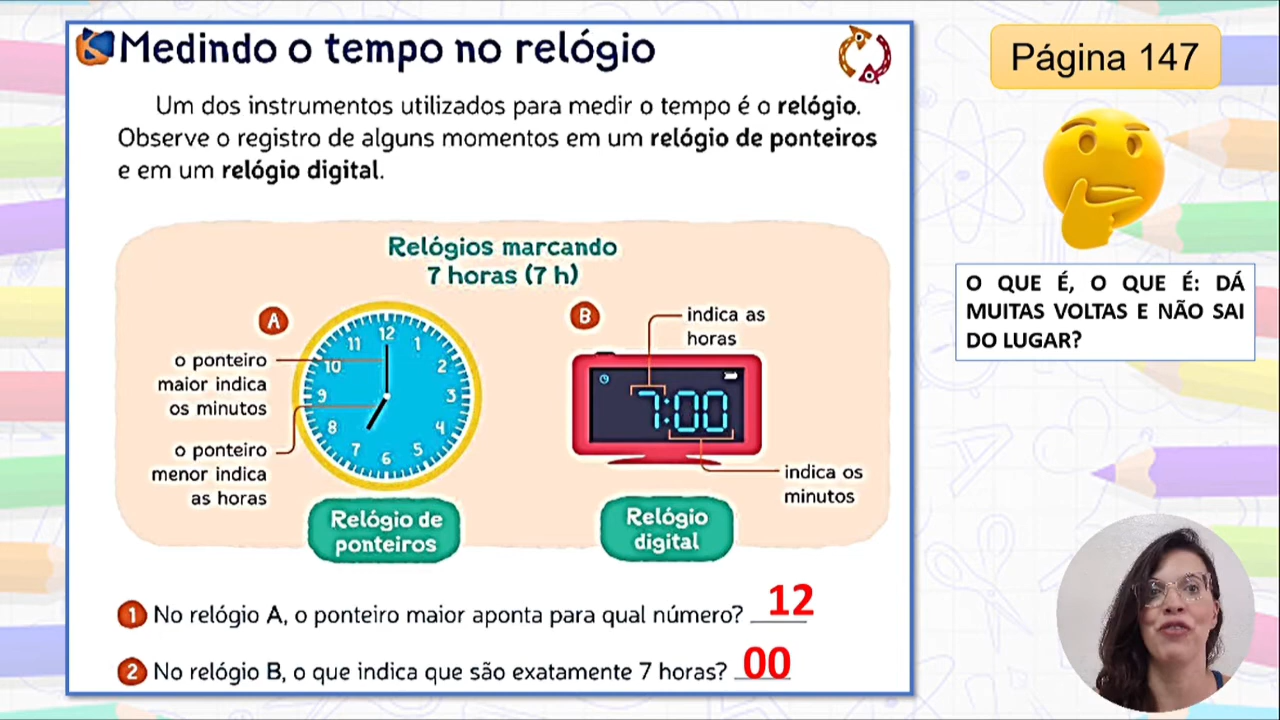 Medindo o tempo no relógio
Um dos instrumentos utilizados para medir o tempo é o relógio.
Observe o registro de alguns momentos em um relógio de ponteiros
e em um relógio digital.
Relógios marcando
7 horas (7 h)
A
o ponteiro
maior indica
os minutos
o ponteiro
menor indica
as horas
12
1
2
3
4
5
6
7
8
9
10
11
Relógio de
ponteiros
B
indica as
horas
7:00
indica os
minutos
Relógio
digital
1 No relógio A, o ponteiro maior aponta para qual número? 12
2 No relógio B, o que indica que são exatamente 7 horas? 00
Página 147
O QUE É, O QUE É: DÁ
MUITAS VOLTAS E NÃO SAI
DO LUGAR?